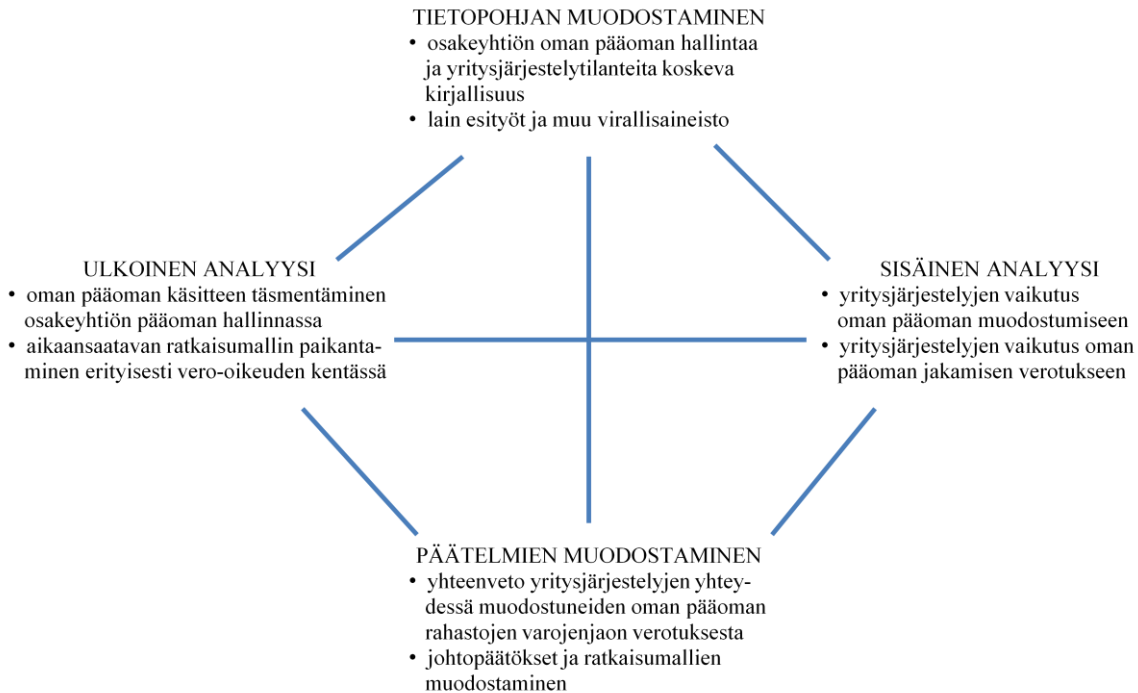 TIETOPOHJAN MUODOSTAMINEN
• osakeyhtiön oman pääoman hallintaa
ja yritysjärjestelytilanteita koskeva
kirjallisuus
• lain esityöt ja muu virallisaineisto
ULKOINEN ANALYYSI
• oman pääoman käsitteen täsmentäminen
osakeyhtiön pääoman hallinnassa
• aikaansaatavan ratkaisumallin paikanta-
minen erityisesti vero-oikeuden kentässä
SISÄINEN ANALYYSI
• yritysjärjestelyjen vaikutus
oman pääoman muodostumiseen
• yritysjärjestelyjen vaikutus oman
pääoman jakamisen verotukseen
PÄÄTELMIEN MUODOSTAMINEN
• yhteenveto yritysjärjestelyjen yhtey-
dessä muodostuneiden oman pääoman
rahastojen varojenjaon verotuksesta
• johtopäätökset ja ratkaisumallien
muodostaminen